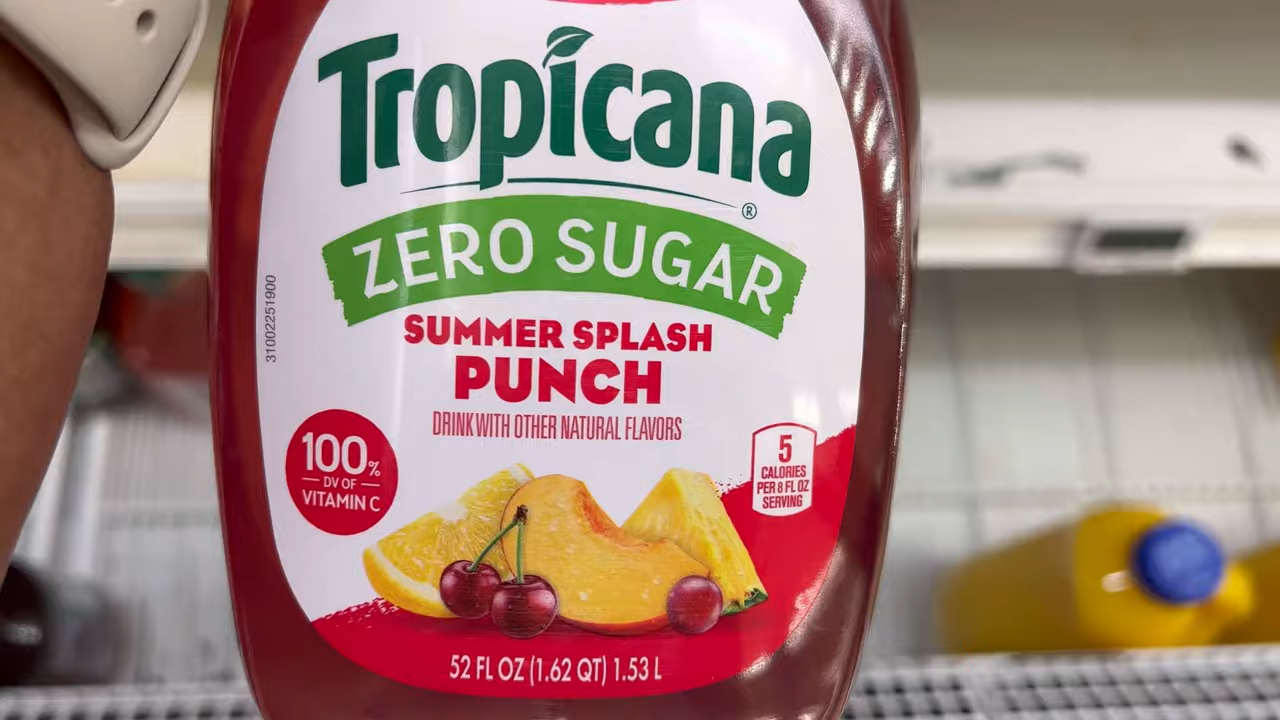 Tropicana®
ZERO SUGAR
SUMMER SPLASH
PUNCH
DRINK WITH OTHER NATURAL FLAVORS
31002251900
100%
DV OF
VITAMIN C
5
CALORIES
PER 8 FL OZ
SERVING
52 FL OZ (1.62 QT) 1.53 L